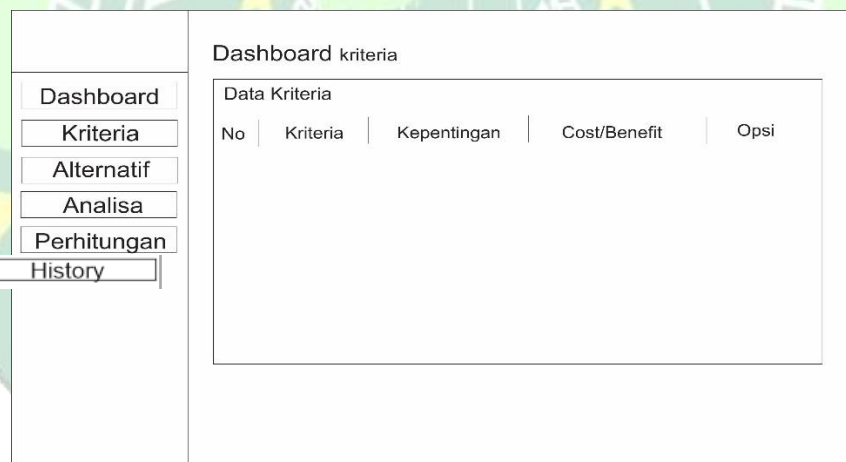 Dashboard kriteria
Dashboard
Kriteria
Alternatif
Analisa
Perhitungan
History
Data Kriteria
No Kriteria Kepentingan Cost/Benefit Opsi